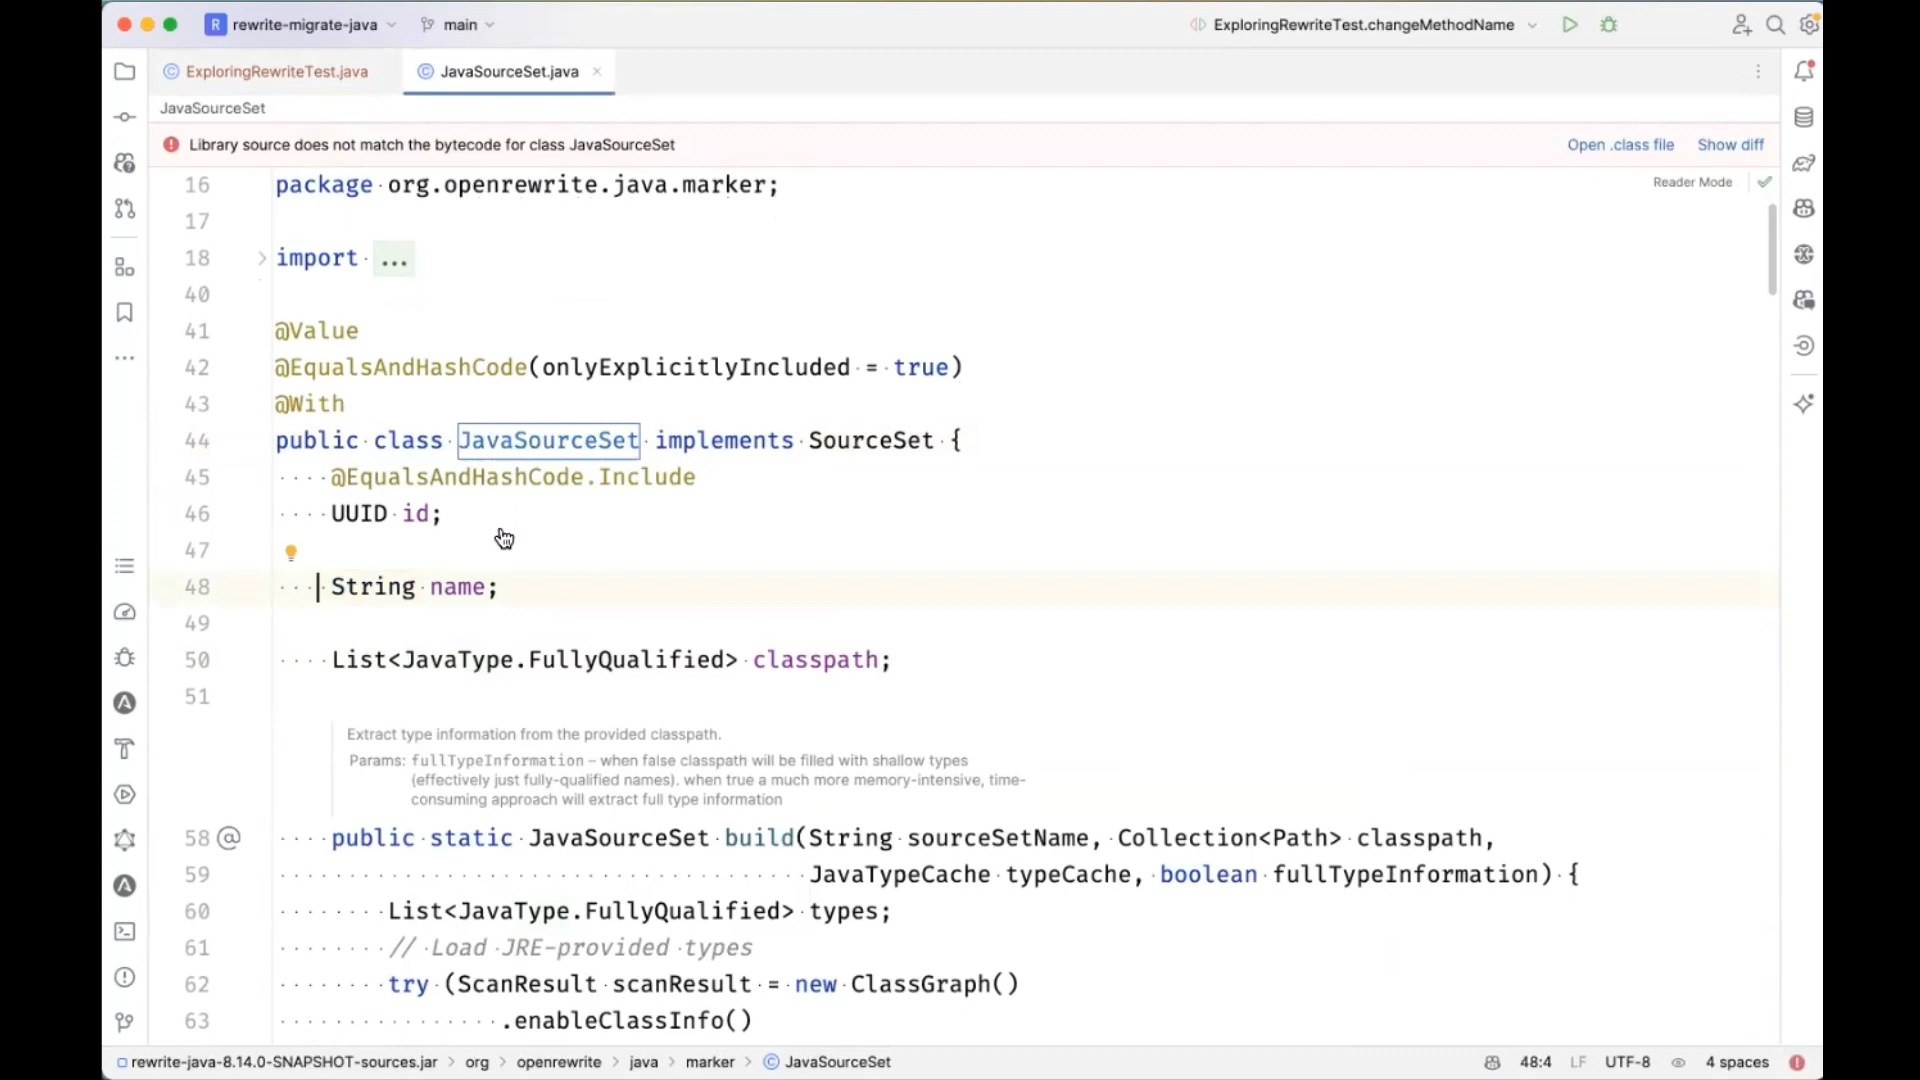 R rewrite-migrate-java main ExploringRewriteTest.changeMethodName
ExploringRewriteTest.java JavaSourceSet.java
JavaSourceSet
Library source does not match the bytecode for class JavaSourceSet Open .class file Show diff
Reader Mode
16 package org.openrewrite.java.marker;
17
18 import ...
40
41 @Value
42 @EqualsAndHashCode(onlyExplicitlyIncluded = true)
43 @With
44 public class JavaSourceSet implements SourceSet {
45 @EqualsAndHashCode.Include
46 UUID id;
47
48 String name;
49
50 List<JavaType.FullyQualified> classpath;
51
Extract type information from the provided classpath.
Params: fullTypeInformation – when false classpath will be filled with shallow types
(effectively just fully-qualified names). when true a much more memory-intensive, time-
consuming approach will extract full type information
58 @ public static JavaSourceSet build(String sourceSetName, Collection<Path> classpath,
59 JavaTypeCache typeCache, boolean fullTypeInformation) {
60 List<JavaType.FullyQualified> types;
61 // Load JRE-provided types
62 try (ScanResult scanResult = new ClassGraph()
63 .enableClassInfo()
rewrite-java-8.14.0-SNAPSHOT-sources.jar > org > openrewrite > java > marker > JavaSourceSet 48:4 LF UTF-8 4 spaces